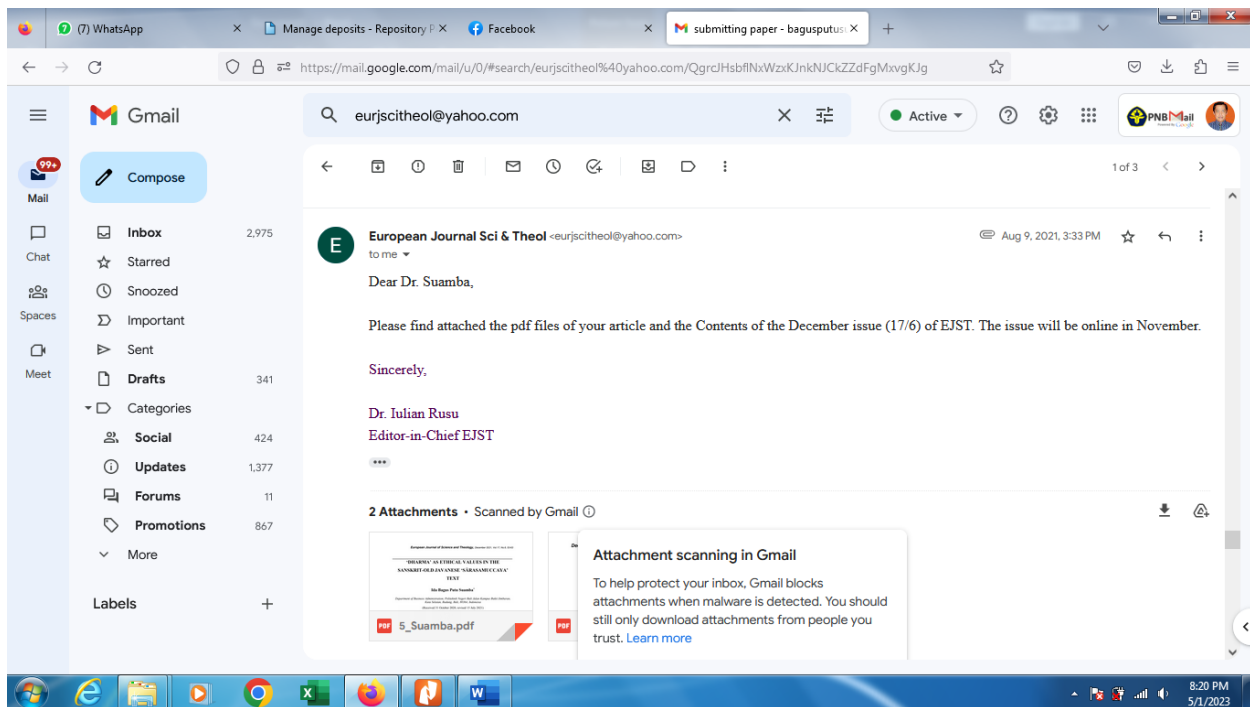 (7) WhatsApp
Manage deposits - Repository P
Facebook
submitting paper - bagusputus
https://mail.google.com/mail/u/0/#search/eurjscitheol%40yahoo.com/QgrcJHsbflNxWzxKJnkNJCkZZdFgMxvgKJg
Gmail
eurjscitheol@yahoo.com
Active
PNBMail
99+
Mail
Chat
Spaces
Meet
Compose
Inbox 2,975
Starred
Snoozed
Important
Sent
Drafts 341
Categories
Social 424
Updates 1,377
Forums 11
Promotions 867
More
Labels
1 of 3
European Journal Sci & Theol <eurjscitheol@yahoo.com> Aug 9, 2021, 3:33 PM
to me
Dear Dr. Suamba,
Please find attached the pdf files of your article and the Contents of the December issue (17/6) of EJST. The issue will be online in November.
Sincerely,
Dr. Iulian Rusu
Editor-in-Chief EJST
2 Attachments • Scanned by Gmail
'DHARMA' AS ETHICAL VALUES IN THE
SANSKRIT-OLD JAVANESE 'SĀRASAMUCCAYA'
TEXT
Ida Bagus Putu Suamba
PDF 5_Suamba.pdf
PDF
Attachment scanning in Gmail
To help protect your inbox, Gmail blocks
attachments when malware is detected. You should
still only download attachments from people you
trust. Learn more
8:20 PM
5/1/2023